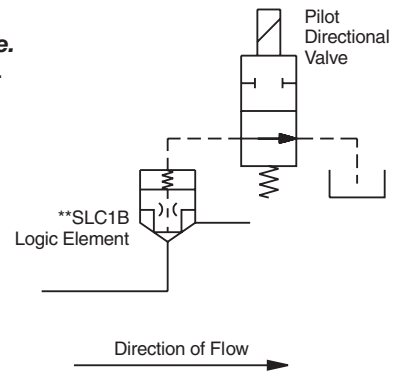 e.
.
Pilot
Directional
Valve
**SLC1B
Logic Element
Direction of Flow